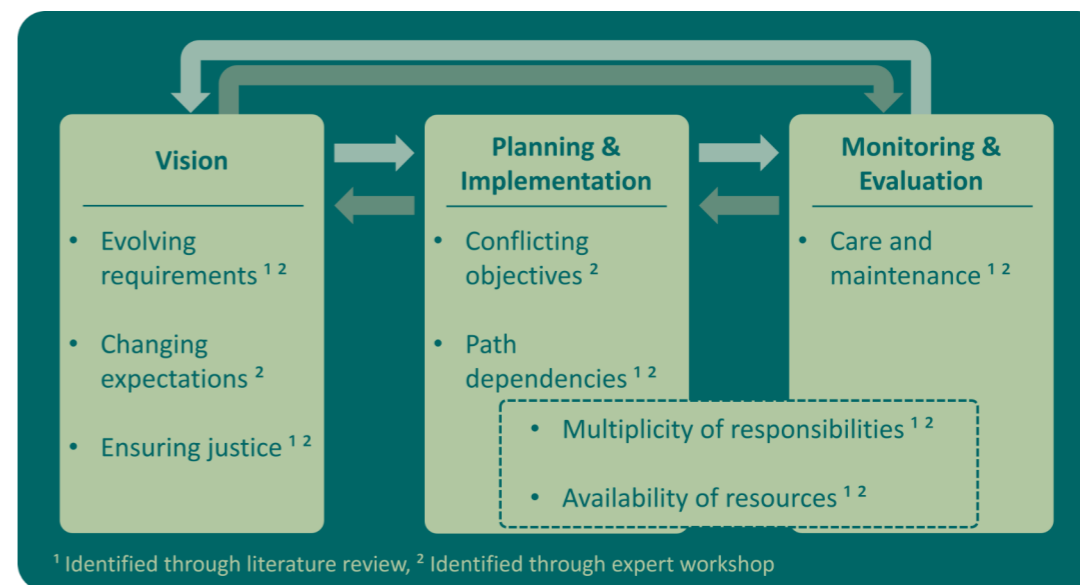 Vision
• Evolving
requirements ¹ ²
• Changing
expectations ²
• Ensuring justice ¹ ²
Planning &
Implementation
• Conflicting
objectives ²
• Path
dependencies ¹ ²
Monitoring &
Evaluation
• Care and
maintenance ¹ ²
• Multiplicity of responsibilities ¹ ²
• Availability of resources ¹ ²
¹ Identified through literature review, ² Identified through expert workshop